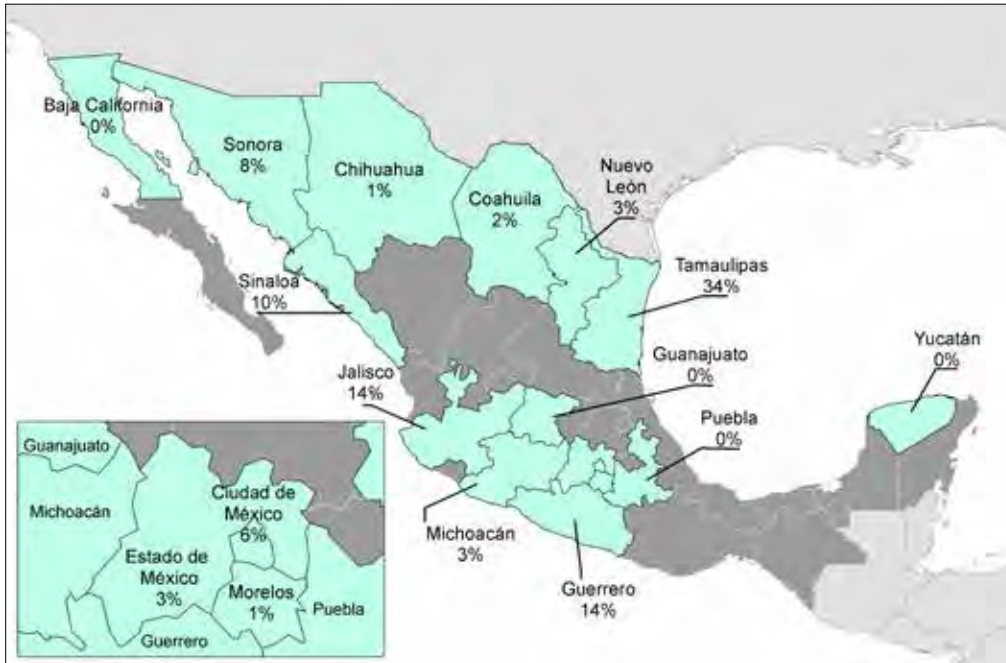 Baja California
0%
Sonora
8%
Chihuahua
1%
Coahuila
2%
Nuevo
León
3%
Tamaulipas
34%
Sinaloa
10%
Jalisco
14%
Guanajuato
0%
Puebla
0%
Yucatán
0%
Michoacán
3%
Guerrero
14%
Guanajuato
Michoacán
Ciudad de
México
6%
Estado de
México
3%
Morelos
1%
Puebla
Guerrero